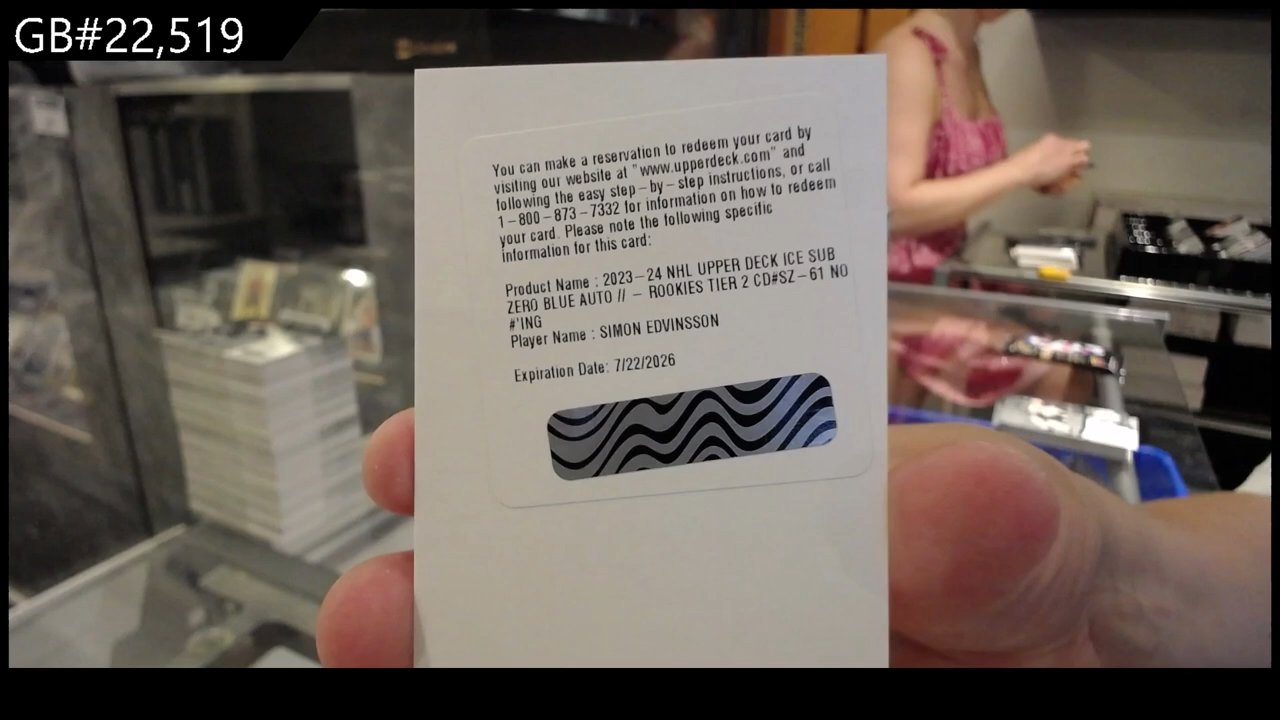 GB#22,519
You can make a reservation to redeem your card by
visiting our website at "www.upperdeck.com" and
following the easy step–by–step instructions, or call
1–800–873–7332 for information on how to redeem
your card. Please note the following specific
information for this card:
Product Name : 2023–24 NHL UPPER DECK ICE SUB
ZERO BLUE AUTO // – ROOKIES TIER 2 CD#SZ–61 NO
#'ING
Player Name : SIMON EDVINSSON
Expiration Date: 7/22/2026